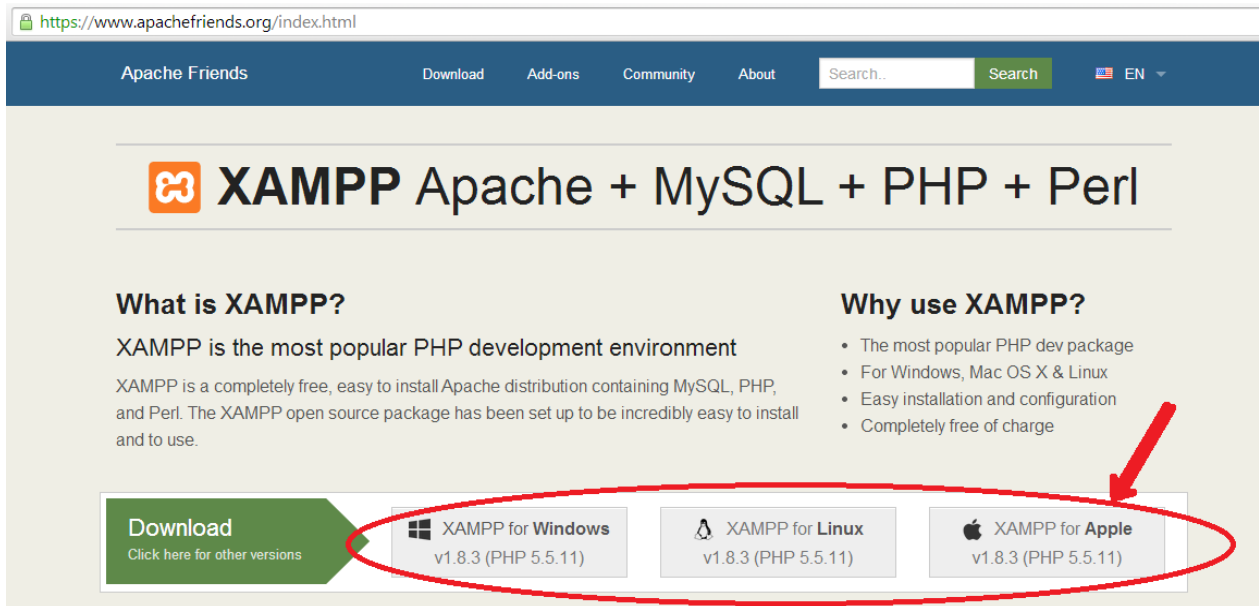 https://www.apachefriends.org/index.html
Apache Friends Download Add-ons Community About Search.. Search EN
XAMPP Apache + MySQL + PHP + Perl
What is XAMPP?
XAMPP is the most popular PHP development environment
XAMPP is a completely free, easy to install Apache distribution containing MySQL, PHP,
and Perl. The XAMPP open source package has been set up to be incredibly easy to install
and to use.
Why use XAMPP?
• The most popular PHP dev package
• For Windows, Mac OS X & Linux
• Easy installation and configuration
• Completely free of charge
Download
Click here for other versions
XAMPP for Windows
v1.8.3 (PHP 5.5.11)
XAMPP for Linux
v1.8.3 (PHP 5.5.11)
XAMPP for Apple
v1.8.3 (PHP 5.5.11)